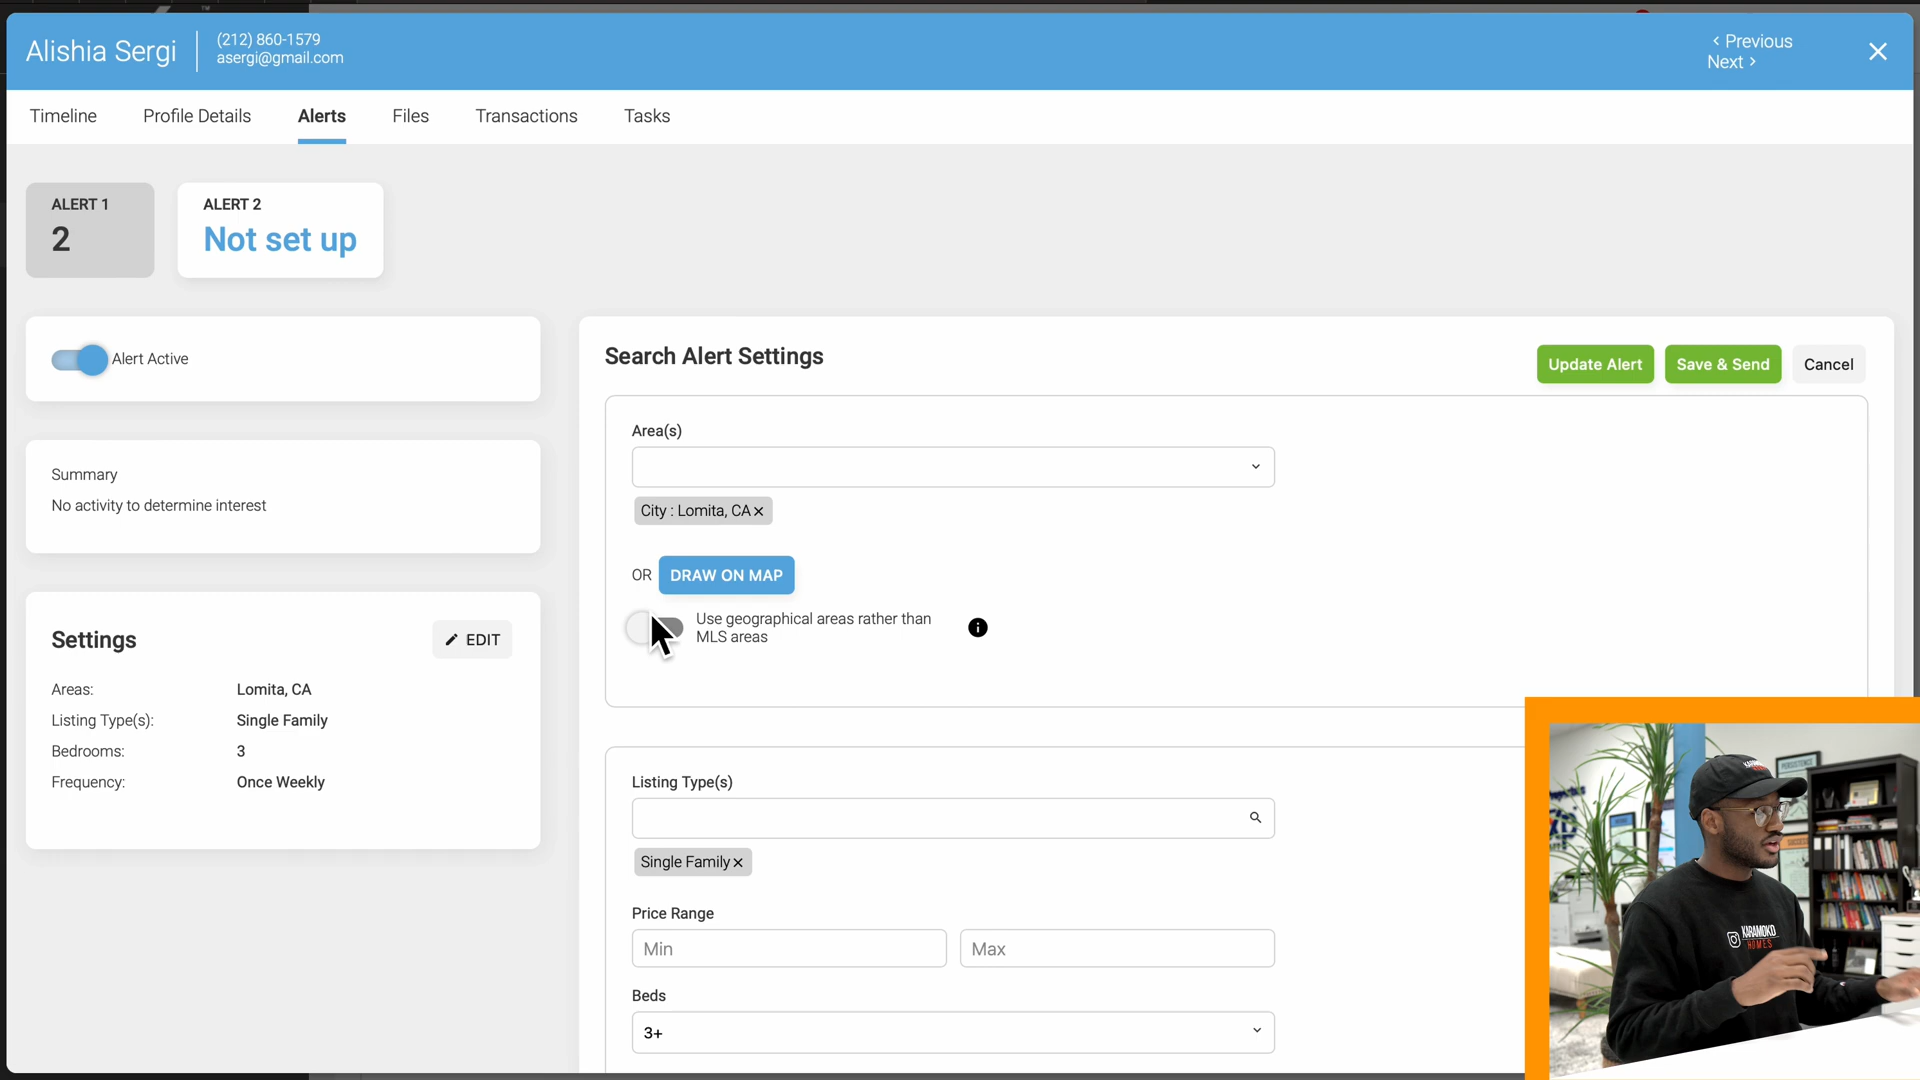 Alishia Sergi
(212) 860-1579
asergi@gmail.com
< Previous
Next >
Timeline
Profile Details
Alerts
Files
Transactions
Tasks
ALERT 1
2
ALERT 2
Not set up
Alert Active
Summary
No activity to determine interest
Settings
EDIT
Areas: Lomita, CA
Listing Type(s): Single Family
Bedrooms: 3
Frequency: Once Weekly
Search Alert Settings
Update Alert
Save & Send
Cancel
Area(s)
City : Lomita, CA ×
OR DRAW ON MAP
Use geographical areas rather than
MLS areas
Listing Type(s)
Single Family ×
Price Range
Min
Max
Beds
3+
PERSISTENCE
KARAMOKO
HOMES